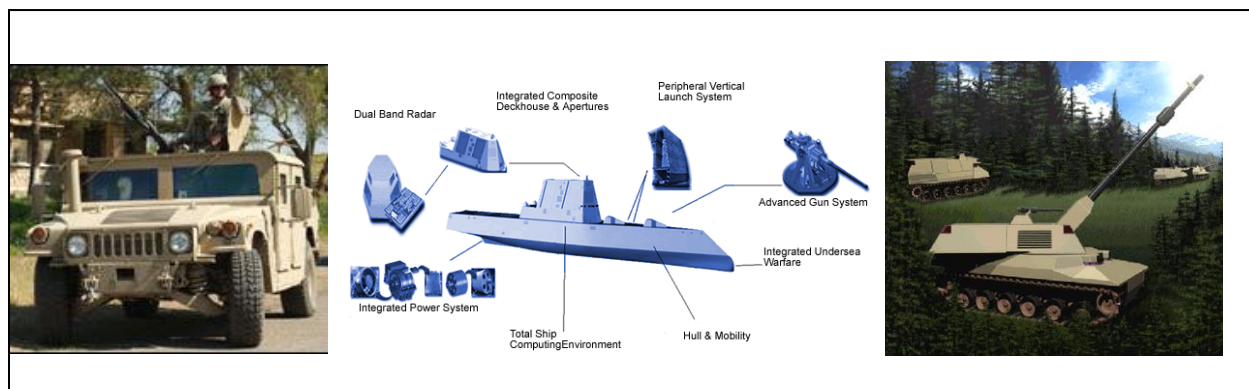 Dual Band Radar
Integrated Composite
Deckhouse & Apertures
Peripheral Vertical
Launch System
Advanced Gun System
Integrated Undersea
Warfare
Integrated Power System
Total Ship
ComputingEnvironment
Hull & Mobility